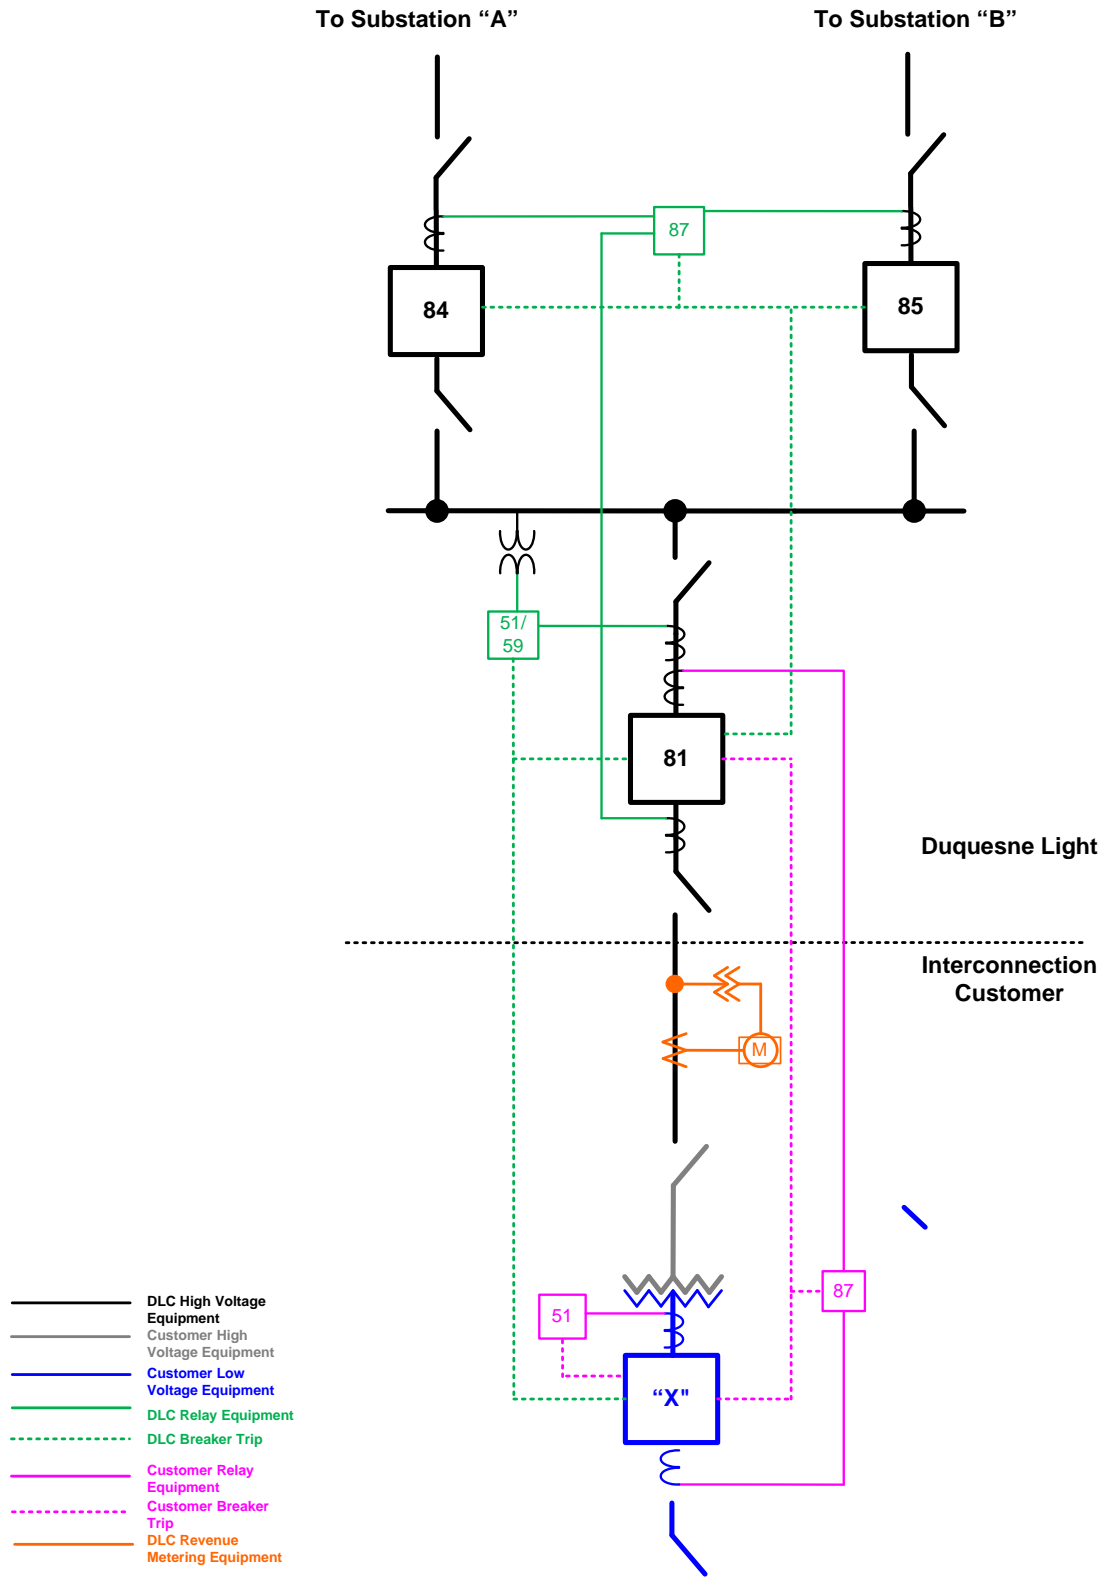 To Substation “A”
To Substation “B”
87
84
85
51/
59
81
Duquesne Light
Interconnection
Customer
M
87
51
“X"
DLC High Voltage
Equipment
Customer High
Voltage Equipment
Customer Low
Voltage Equipment
DLC Relay Equipment
DLC Breaker Trip
Customer Relay
Equipment
Customer Breaker
Trip
DLC Revenue
Metering Equipment